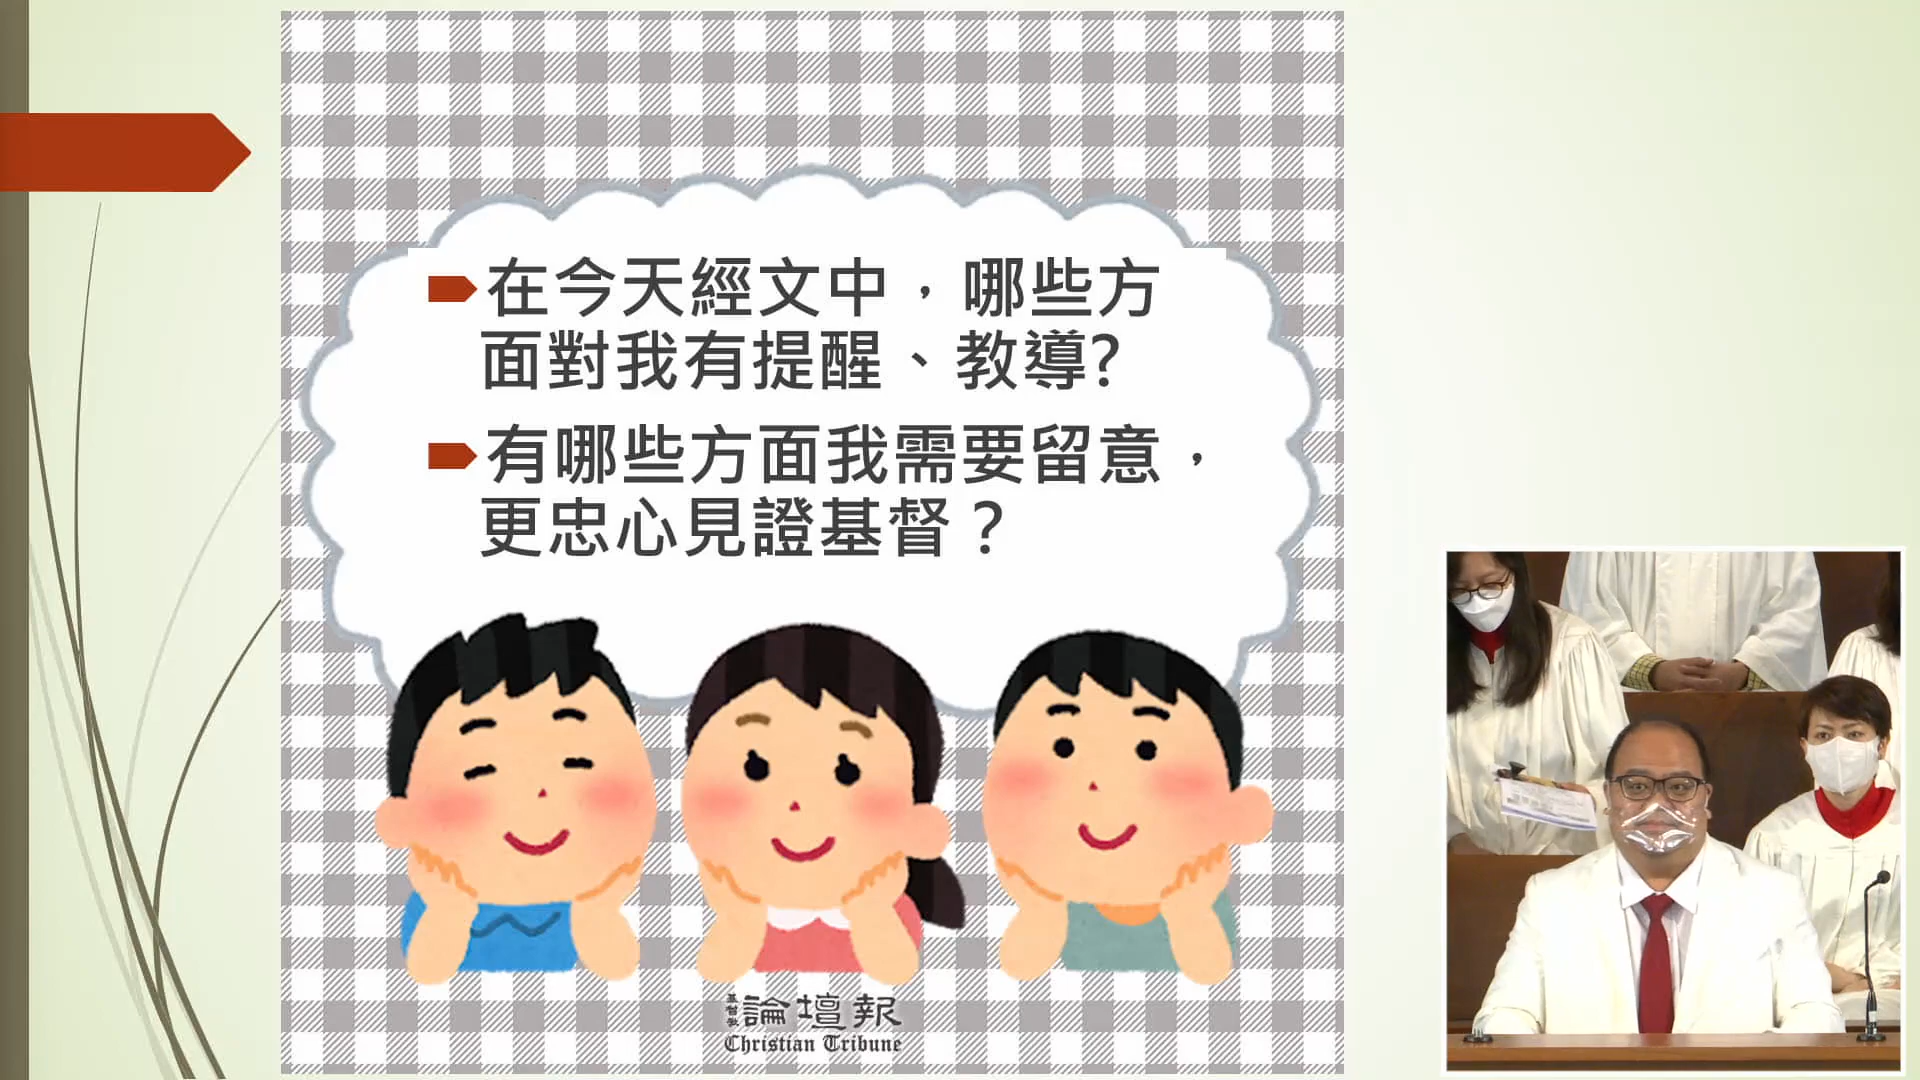 在今天經文中，哪些方
面對我有提醒、教導?
有哪些方面我需要留意，
更忠心見證基督？
基督教論壇報
Christian Tribune